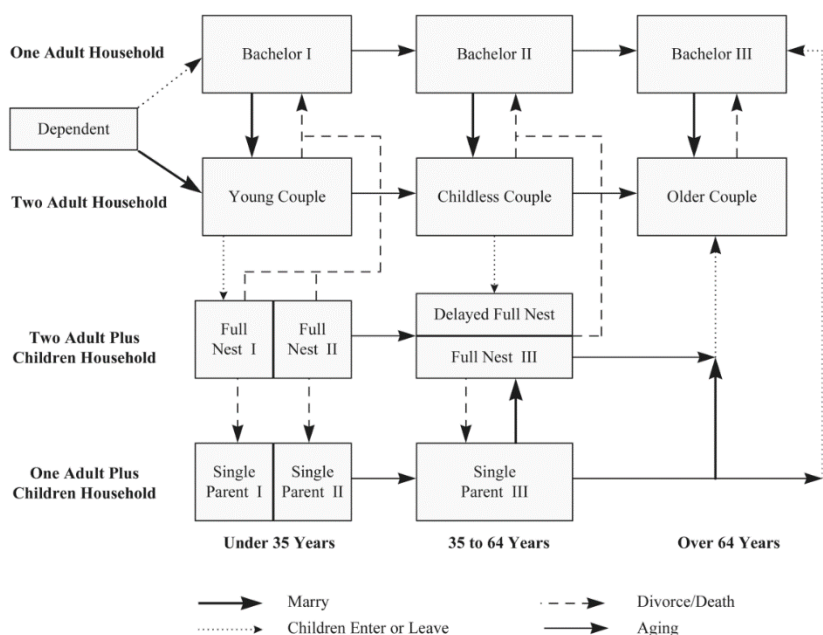 One Adult Household
Bachelor I
Bachelor II
Bachelor III
Dependent
Two Adult Household
Young Couple
Childless Couple
Older Couple
Two Adult Plus
Children Household
Full
Nest I
Full
Nest II
Delayed Full Nest
Full Nest III
One Adult Plus
Children Household
Single
Parent I
Single
Parent II
Single
Parent III
Under 35 Years
35 to 64 Years
Over 64 Years
Marry
Divorce/Death
Children Enter or Leave
Aging